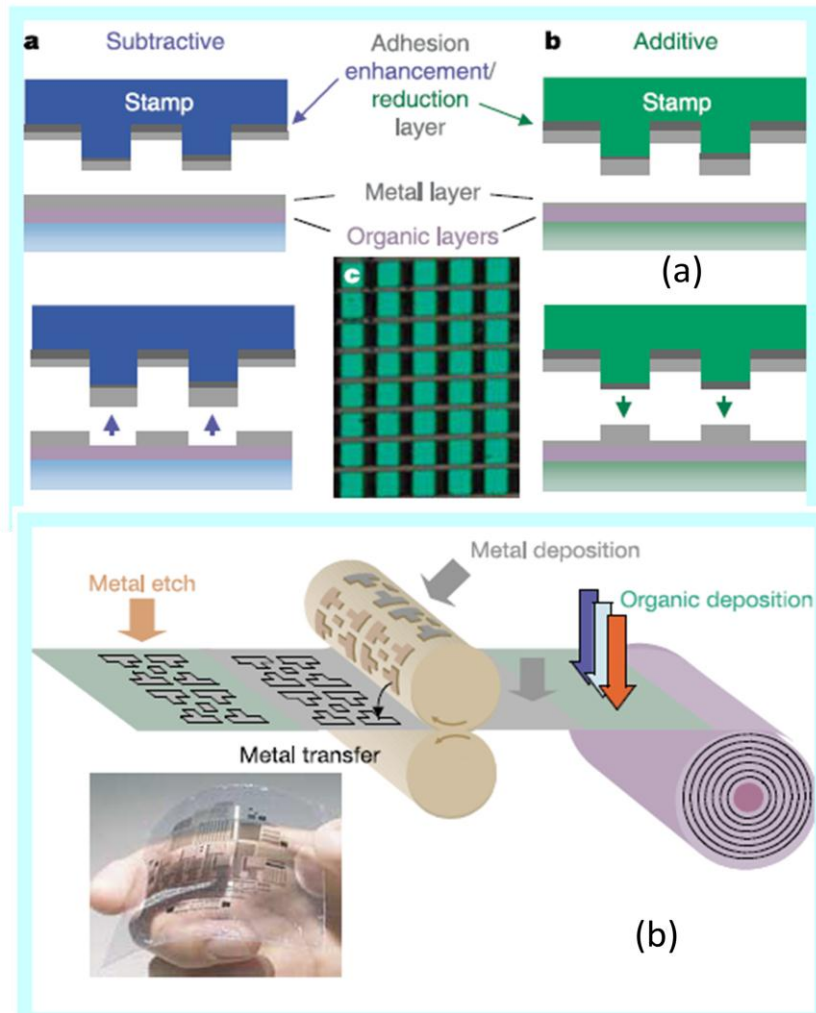 a
Subtractive
Adhesion
enhancement/
reduction
layer
b
Additive
Stamp
Stamp
Metal layer
Organic layers
c
(a)
Metal deposition
Metal etch
Organic deposition
Metal transfer
(b)